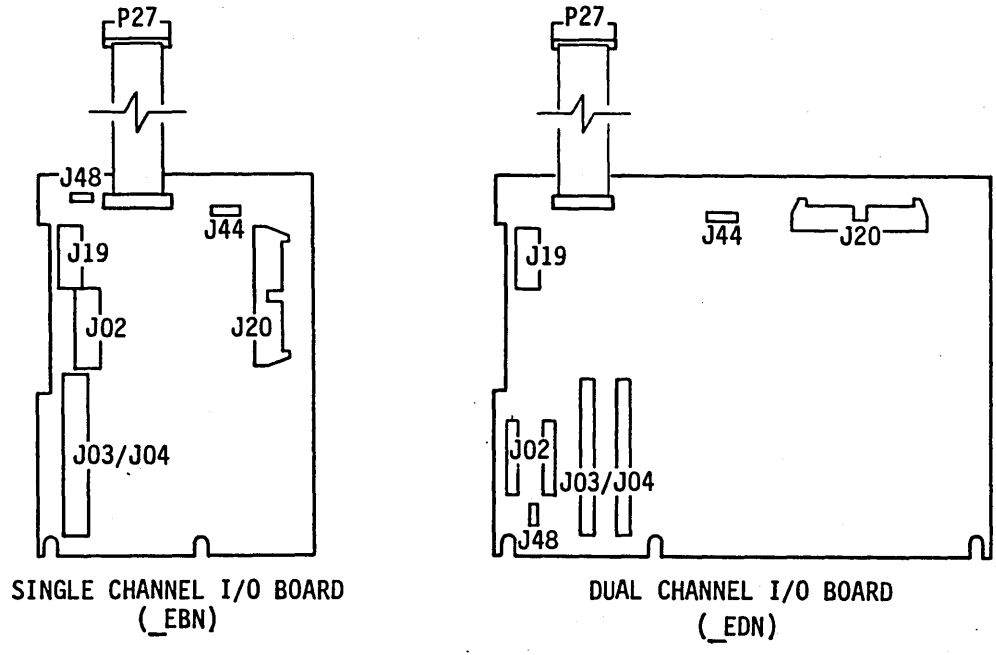 P27
J48
J44
J19
J02
J20
J03/J04
SINGLE CHANNEL I/O BOARD
(_EBN)
P27
J44
J20
J19
J02
J03/J04
J48
DUAL CHANNEL I/O BOARD
(_EDN)